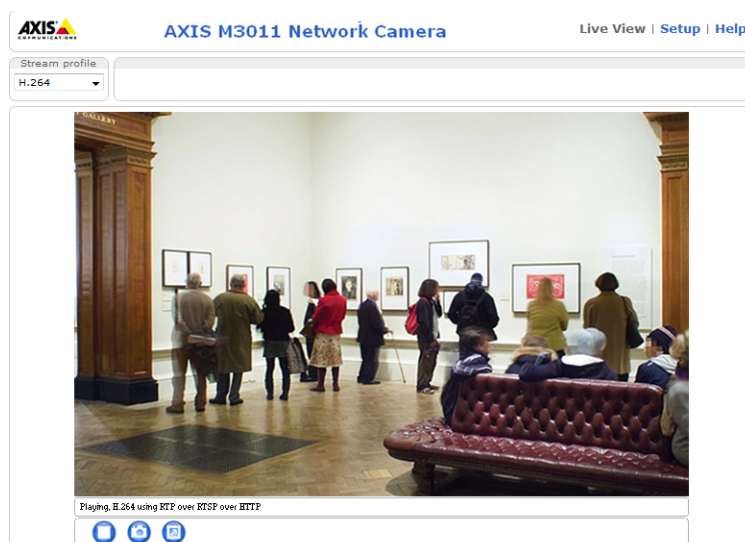 AXIS
COMMUNICATIONS
AXIS M3011 Network Camera
Live View | Setup | Help
Stream profile
H.264
GALLERY
Playing, H.264 using RTP over RTSP over HTTP